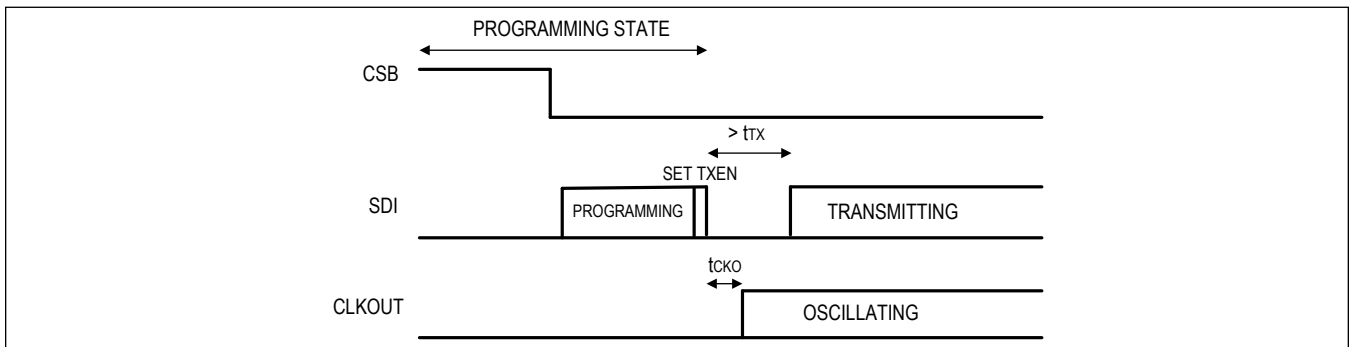 PROGRAMMING STATE
CSB
> tTX
SET TXEN
SDI
PROGRAMMING
TRANSMITTING
tCKO
CLKOUT
OSCILLATING